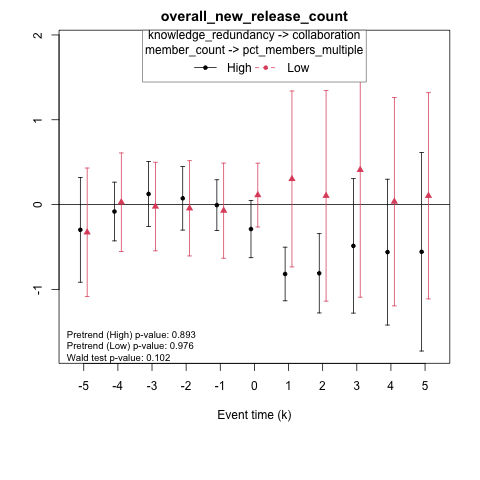 overall_new_release_count
knowledge_redundancy -> collaboration
member_count -> pct_members_multiple
High Low
2
1
0
-1
Pretrend (High) p-value: 0.893
Pretrend (Low) p-value: 0.976
Wald test p-value: 0.102
-5 -4 -3 -2 -1 0 1 2 3 4 5
Event time (k)